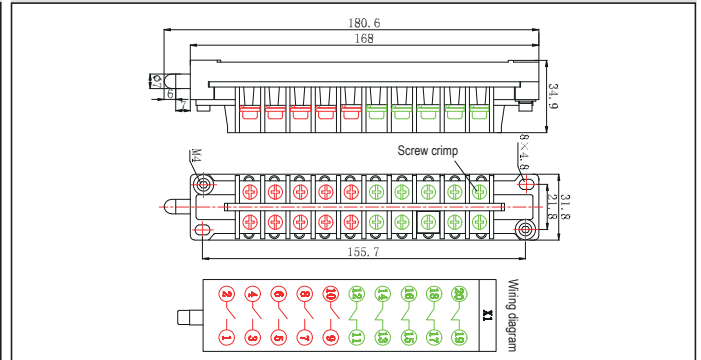 180.6
168
34.9
φ7
6
7
M4
Screw crimp
8×4.8
21.8
31.8
155.7
2 4 6 8 10 12 14 16 18 20
X1
1 3 5 7 9 11 13 15 17 19
Wiring diagram